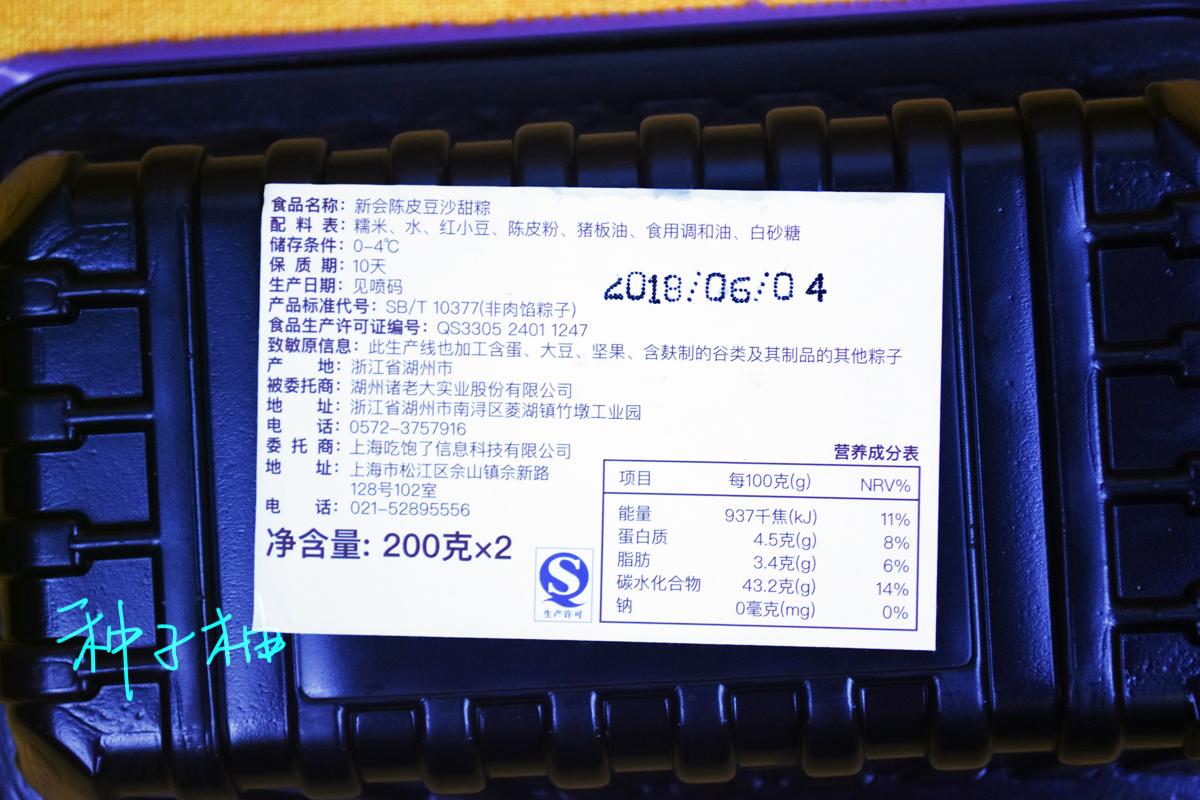 食品名称：新会陈皮豆沙甜粽
配料表：糯米、水、红小豆、陈皮粉、猪板油、食用调和油、白砂糖
储存条件：0-4℃
保质期：10天
生产日期：见喷码
2018/06/04
产品标准代号：SB/T 10377(非肉馅粽子)
食品生产许可证编号：QS3305 2401 1247
致敏原信息：此生产线也加工含蛋、大豆、坚果、含麸制的谷类及其制品的其他粽子
产地：浙江省湖州市
被委托商：湖州诸老大实业股份有限公司
地址：浙江省湖州市南浔区菱湖镇竹墩工业园
电话：0572-3757916
委托商：上海吃饱了信息科技有限公司
地址：上海市松江区佘山镇佘新路
128号102室
电话：021-52895556
净含量: 200克×2
生产许可
营养成分表
项目 每100克(g) NRV%
能量 937千焦(kJ) 11%
蛋白质 4.5克(g) 8%
脂肪 3.4克(g) 6%
碳水化合物 43.2克(g) 14%
钠 0毫克(mg) 0%
种子柚